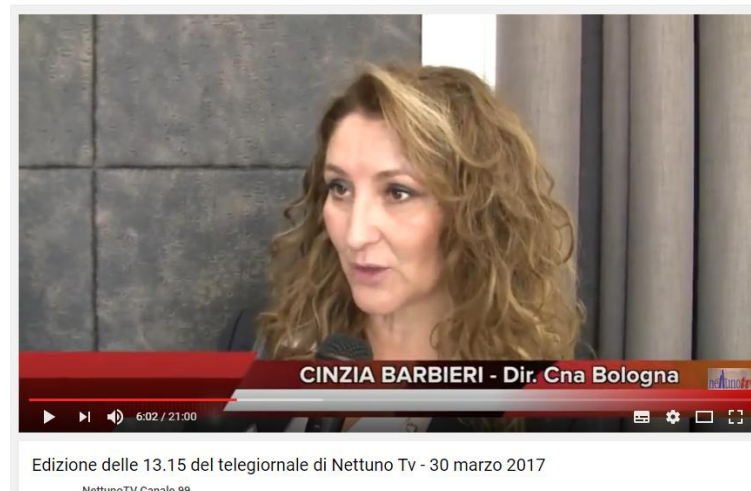 CINZIA BARBIERI - Dir. Cna Bologna
nettunotv
6:02 / 21:00
Edizione delle 13.15 del telegiornale di Nettuno Tv - 30 marzo 2017
NettunoTV Canale 99